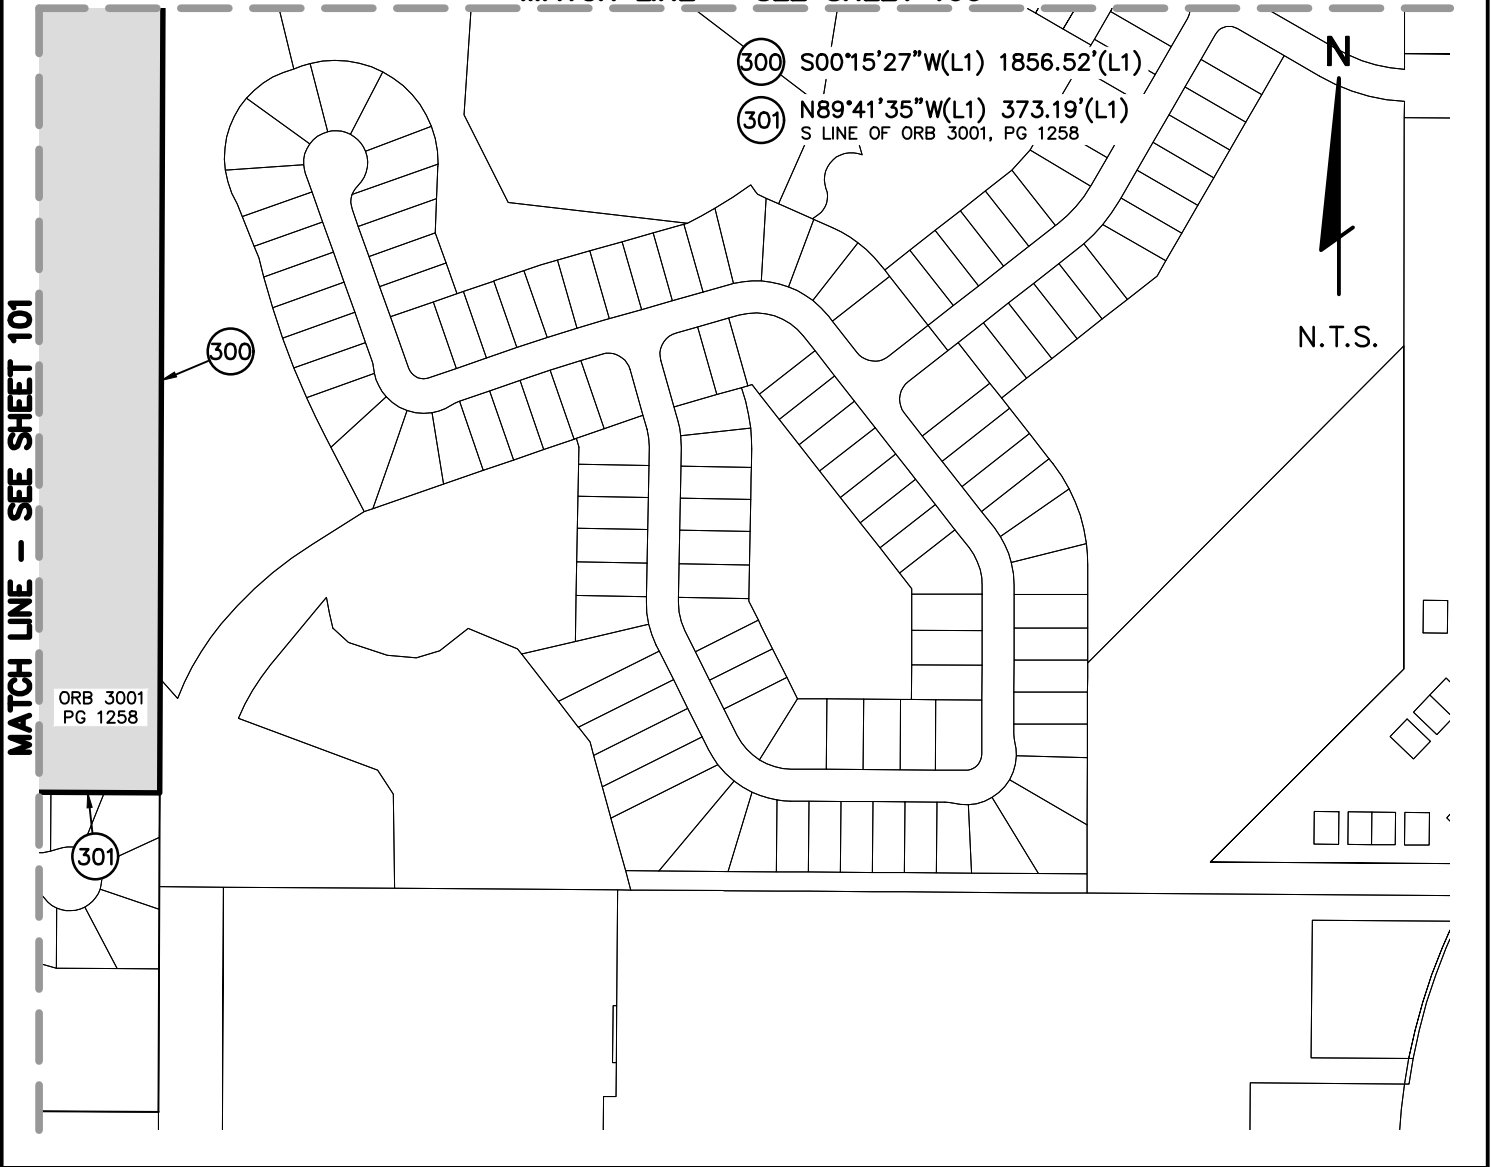 300 S00°15'27"W(L1) 1856.52'(L1)
301 N89°41'35"W(L1) 373.19'(L1)
S LINE OF ORB 3001, PG 1258
N
N.T.S.
MATCH LINE - SEE SHEET 101
300
ORB 3001
PG 1258
301